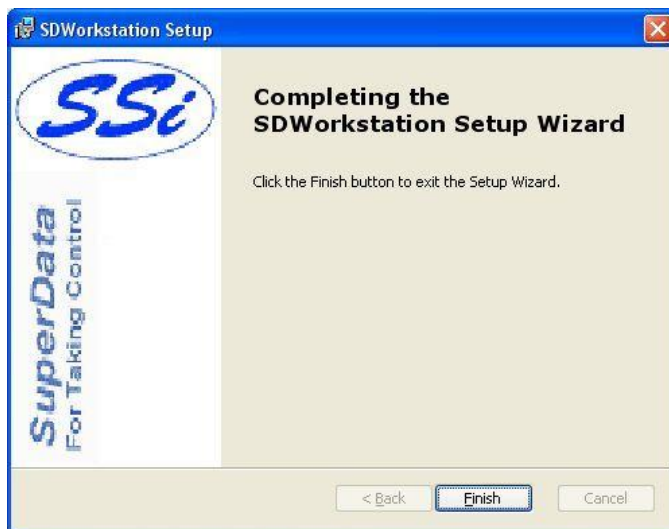 SDWorkstation Setup
SSi
SuperData
For Taking Control
Completing the
SDWorkstation Setup Wizard
Click the Finish button to exit the Setup Wizard.
< Back
Finish
Cancel